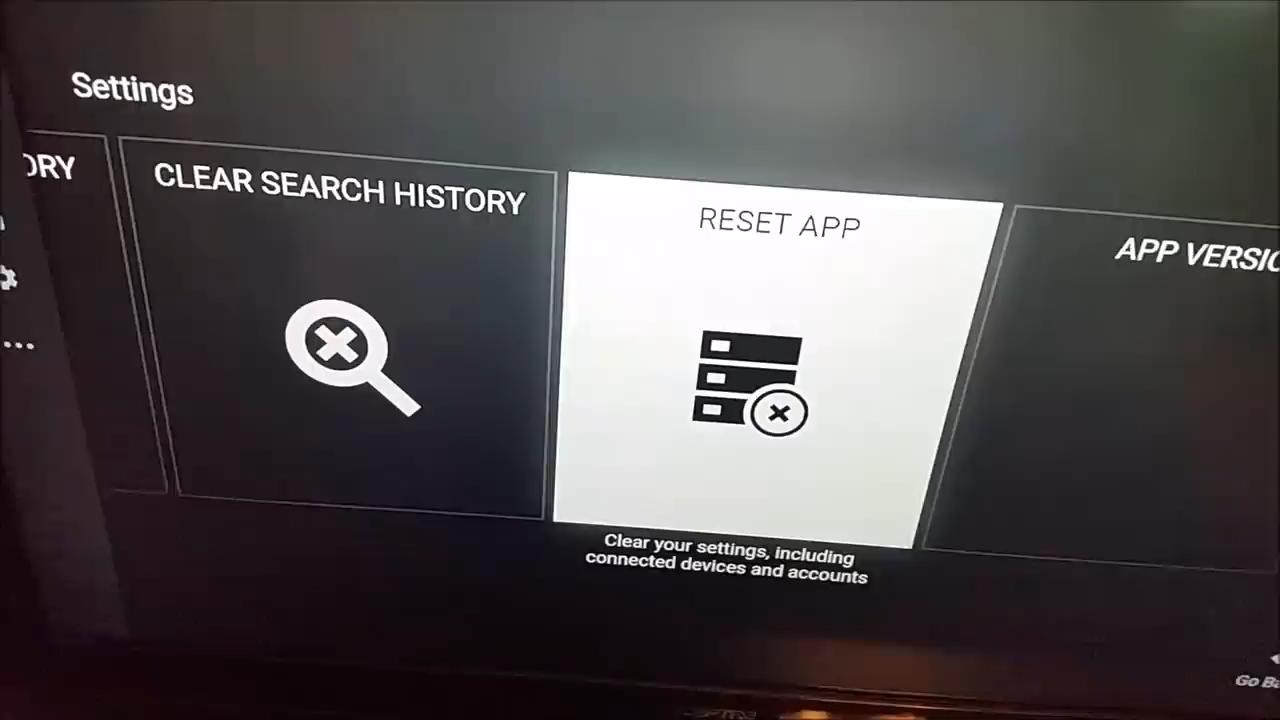 Settings
ORY
CLEAR SEARCH HISTORY
RESET APP
APP VERSIO
Clear your settings, including
connected devices and accounts
Go Ba